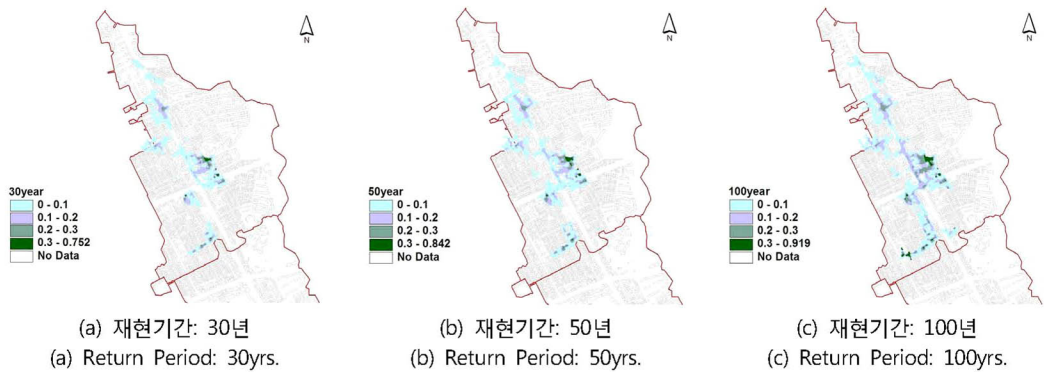 N
30year
0 - 0.1
0.1 - 0.2
0.2 - 0.3
0.3 - 0.752
No Data
(a) 재현기간: 30년
(a) Return Period: 30yrs.
N
50year
0 - 0.1
0.1 - 0.2
0.2 - 0.3
0.3 - 0.842
No Data
(b) 재현기간: 50년
(b) Return Period: 50yrs.
N
100year
0 - 0.1
0.1 - 0.2
0.2 - 0.3
0.3 - 0.919
No Data
(c) 재현기간: 100년
(c) Return Period: 100yrs.